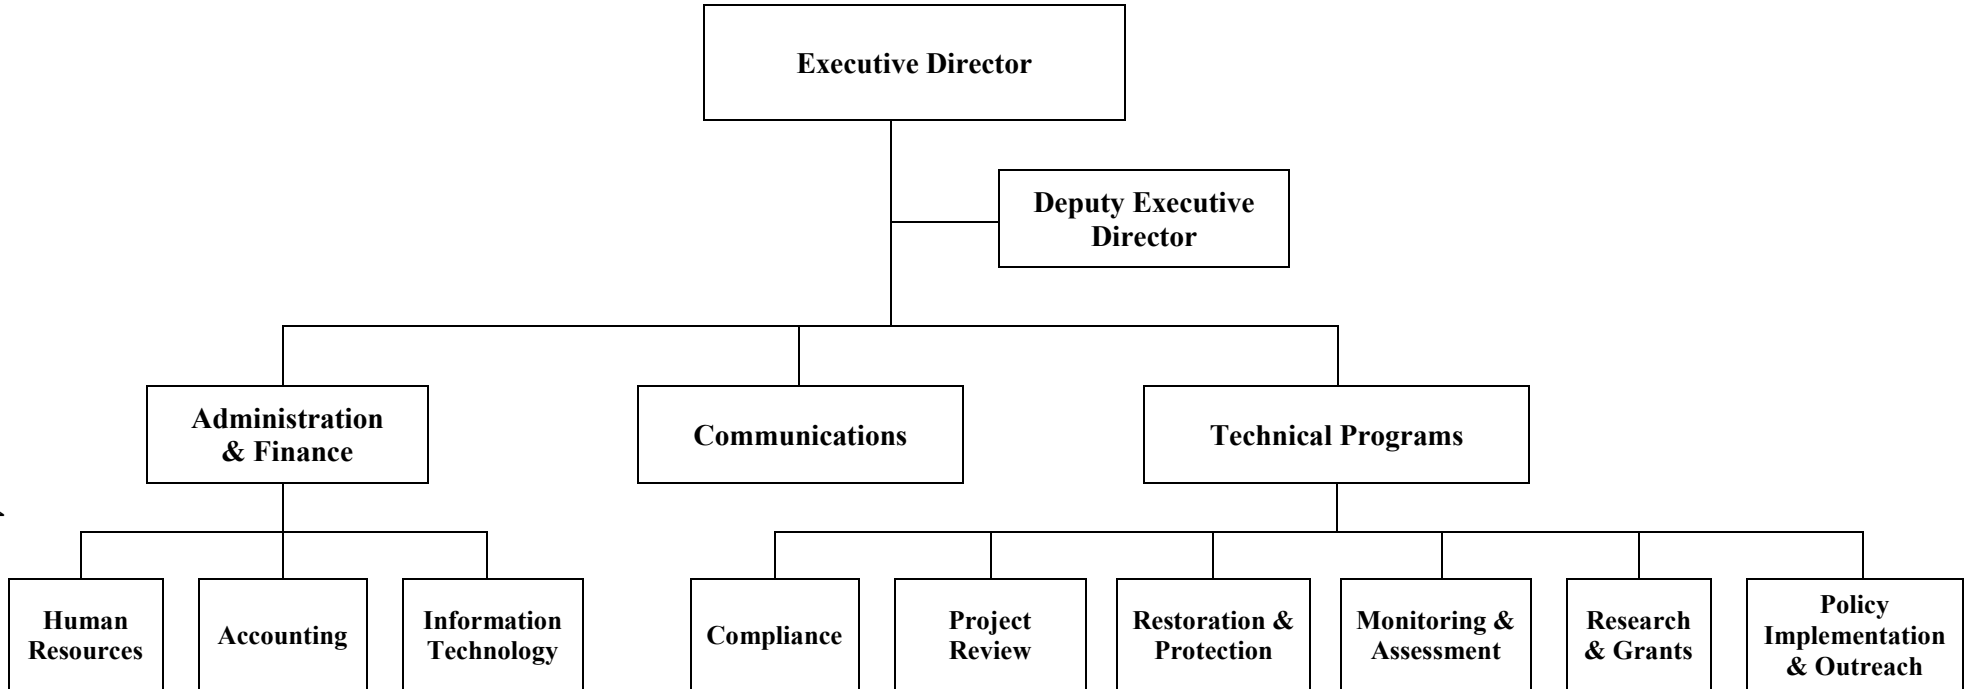 Executive Director
Deputy Executive
Director
Administration
& Finance
Communications
Technical Programs
Human
Resources
Accounting
Information
Technology
Compliance
Project
Review
Restoration &
Protection
Monitoring &
Assessment
Research
& Grants
Policy
Implementation
& Outreach